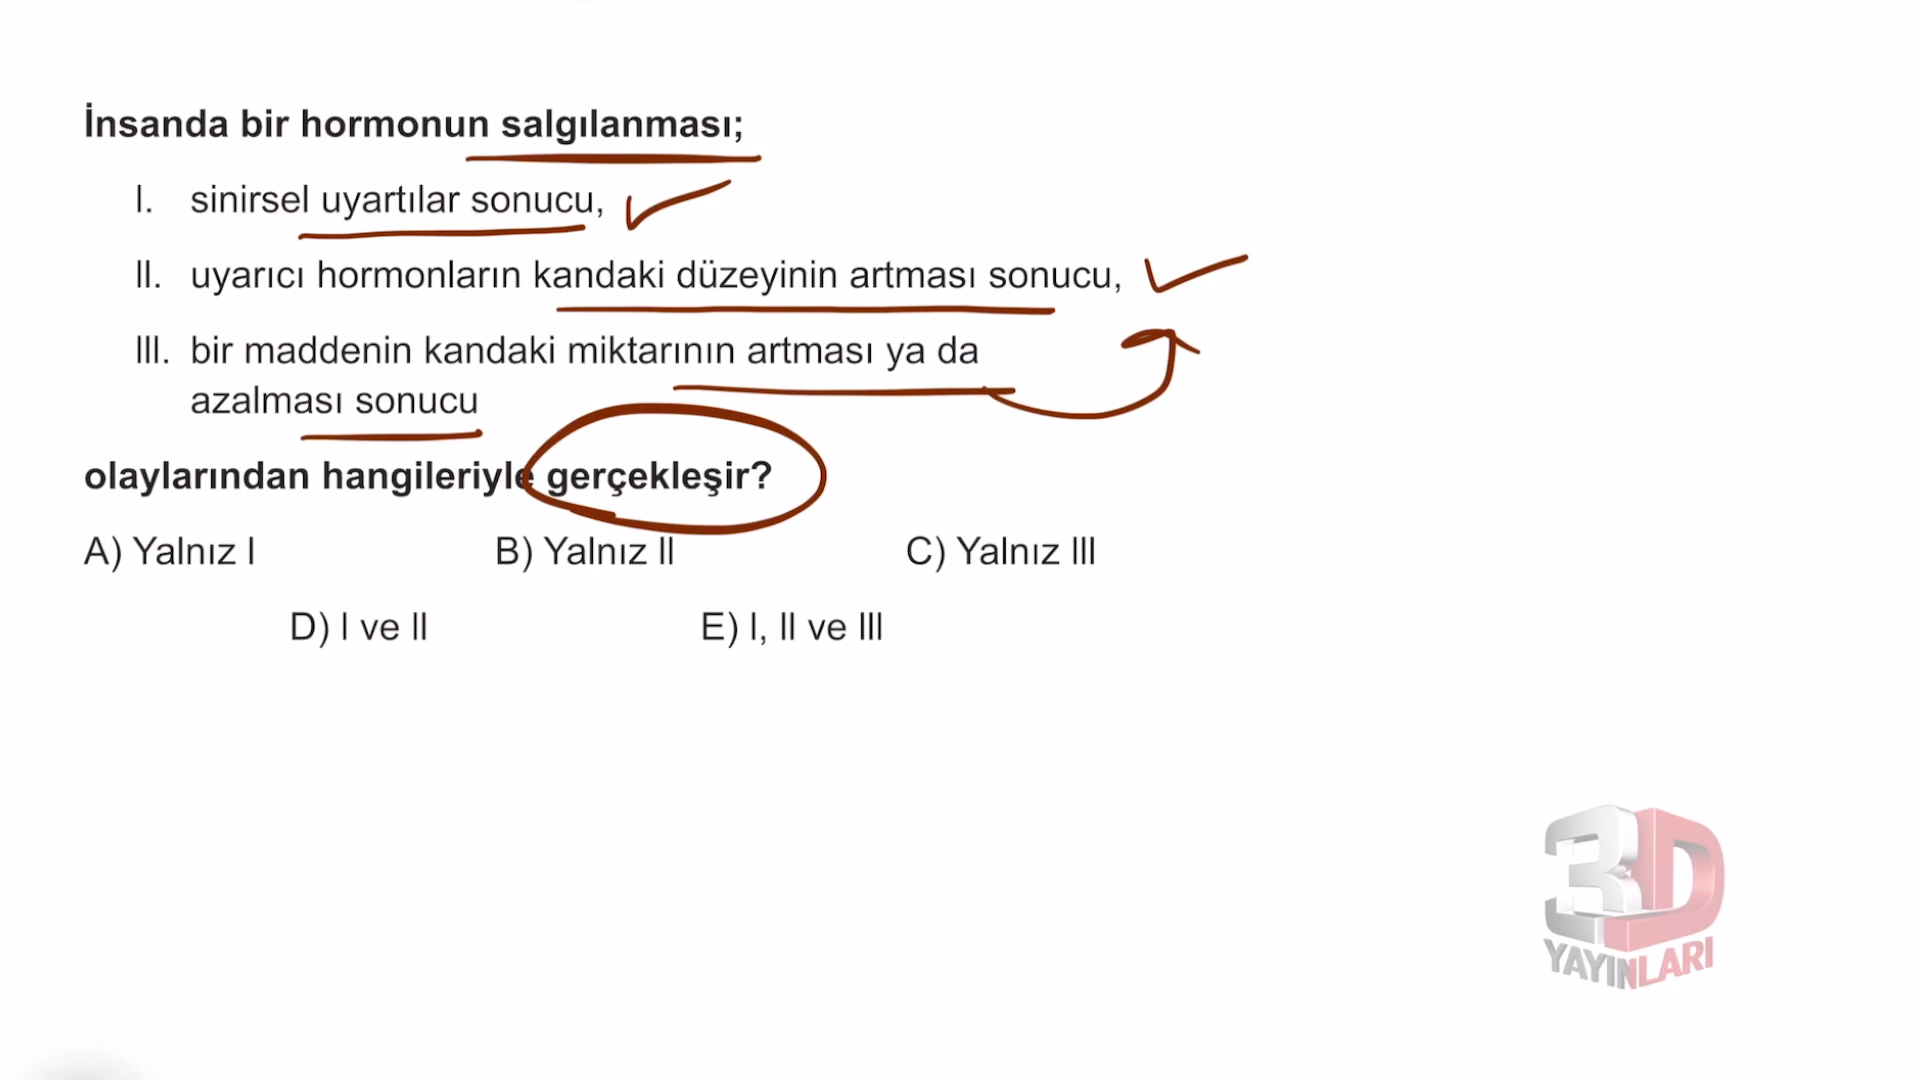 İnsanda bir hormonun salgılanması;
I. sinirsel uyartılar sonucu,
II. uyarıcı hormonların kandaki düzeyinin artması sonucu,
III. bir maddenin kandaki miktarının artması ya da
azalması sonucu
olaylarından hangileriyle gerçekleşir?
A) Yalnız I B) Yalnız II C) Yalnız III
D) I ve II E) I, II ve III
3D
YAYINLARI